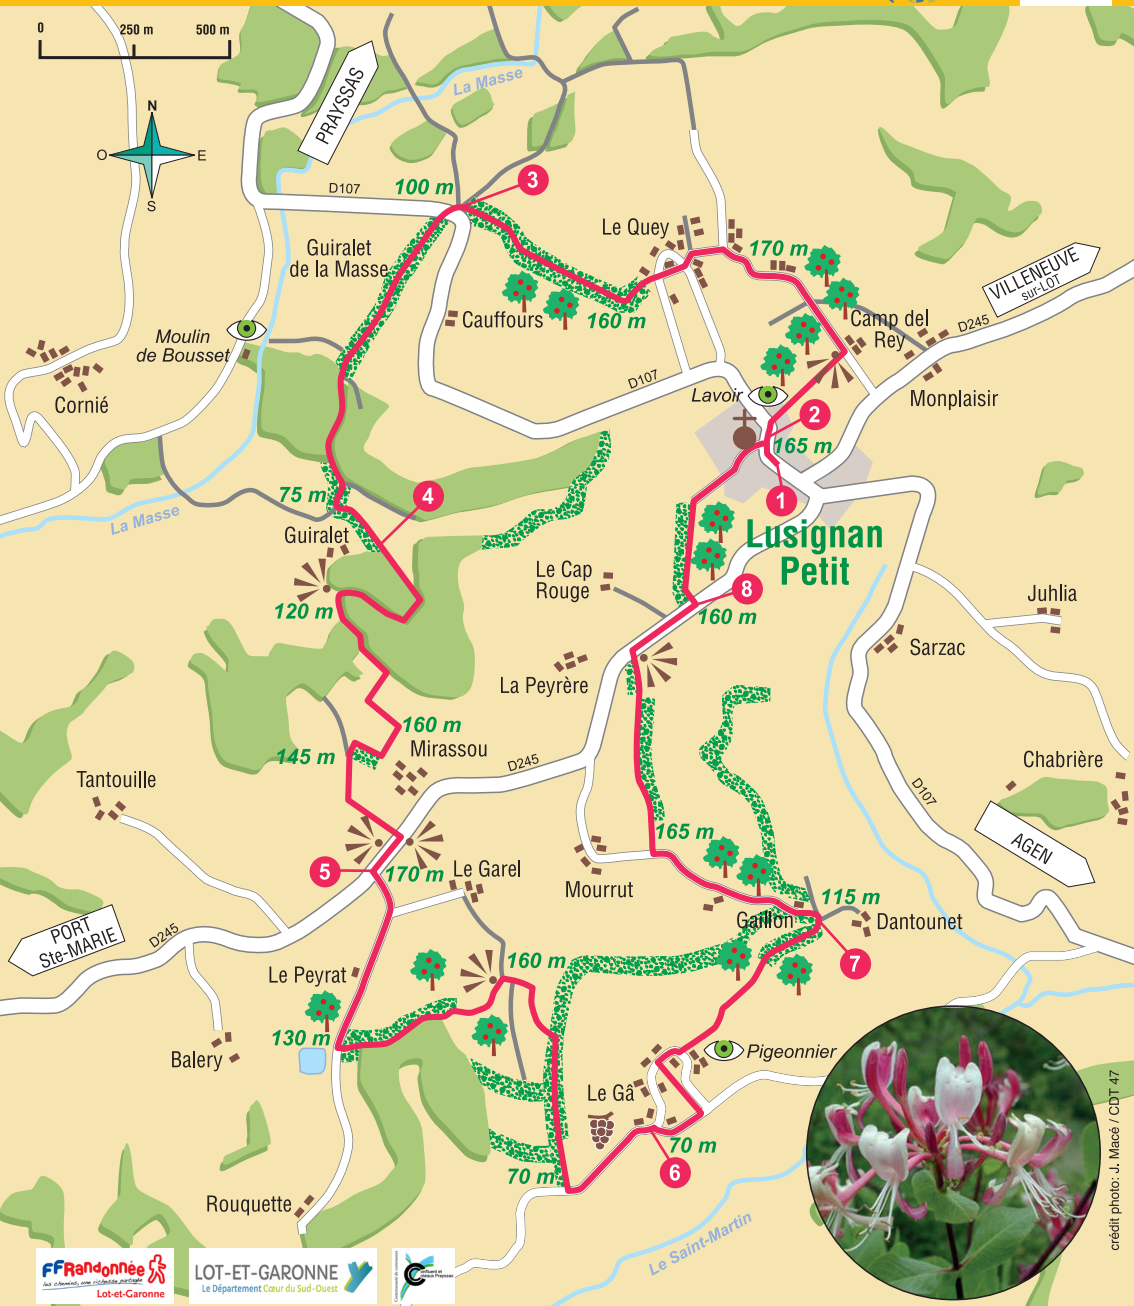 0
250 m
500 m
N
O
E
S
PRAYSSAS
La Masse
D107
100 m
3
Guiralet
de la Masse
Le Quey
170 m
VILLENEUVE
sur-LOT
Moulin
de Bousset
Cauffours
160 m
Camp del
Rey
D245
Cornié
D107
Lavoir
Monplaisir
2
165 m
75 m
4
1
La Masse
Guiralet
Lusignan
Petit
120 m
Le Cap
Rouge
8
160 m
Juhlia
Sarzac
La Peyrère
160 m
145 m
Mirassou
D245
Tantouille
Chabrière
D107
165 m
AGEN
5
170 m
Le Garel
Mourrut
115 m
Gaillon
Dantounet
PORT
Ste-MARIE
D245
7
Le Peyrat
160 m
130 m
Balery
Pigeonnier
Le Gâ
70 m
6
70 m
Rouquette
Le Saint-Martin
crédit photo: J. Macé / CDT 47
FFRandonnée
les chemins, une richesse partagée
Lot-et-Garonne
LOT-ET-GARONNE
Le Département Cœur du Sud-Ouest